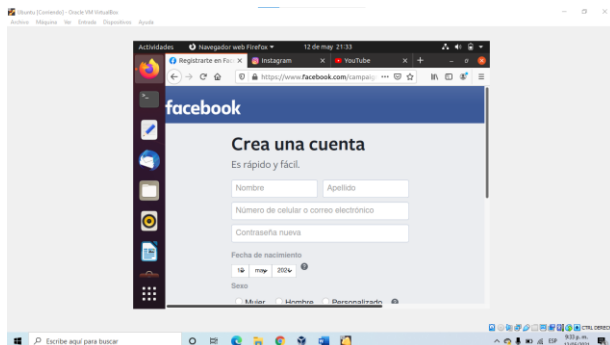 Ubuntu [Corriendo] - Oracle VM VirtualBox
Archivo Máquina Ver Entrada Dispositivos Ayuda
Actividades Navegador web Firefox 12 de may 21:33
Registrarte en Fac Instagram YouTube
https://www.facebook.com/campaig
facebook
Crea una cuenta
Es rápido y fácil.
Nombre Apellido
Número de celular o correo electrónico
Contraseña nueva
Fecha de nacimiento
may
Sexo
Mujer Hombre Personalizado
CTRL DERECHA
Escribe aquí para buscar
ESP 9:33 p. m.